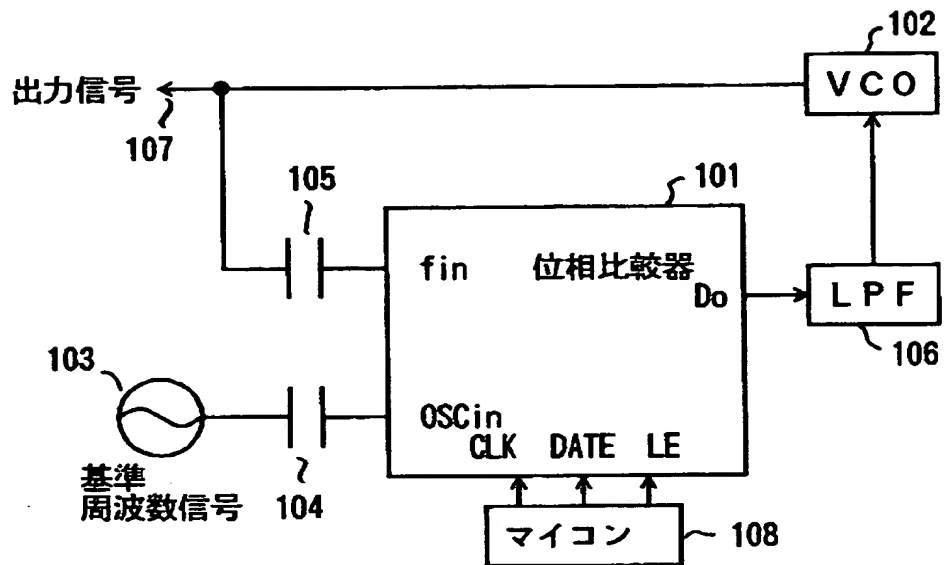 102
VCO
出力信号
107
105
101
fin
位相比較器
Do
LPF
106
103
OSCin
CLK DATE LE
基準
周波数信号
104
マイコン
108